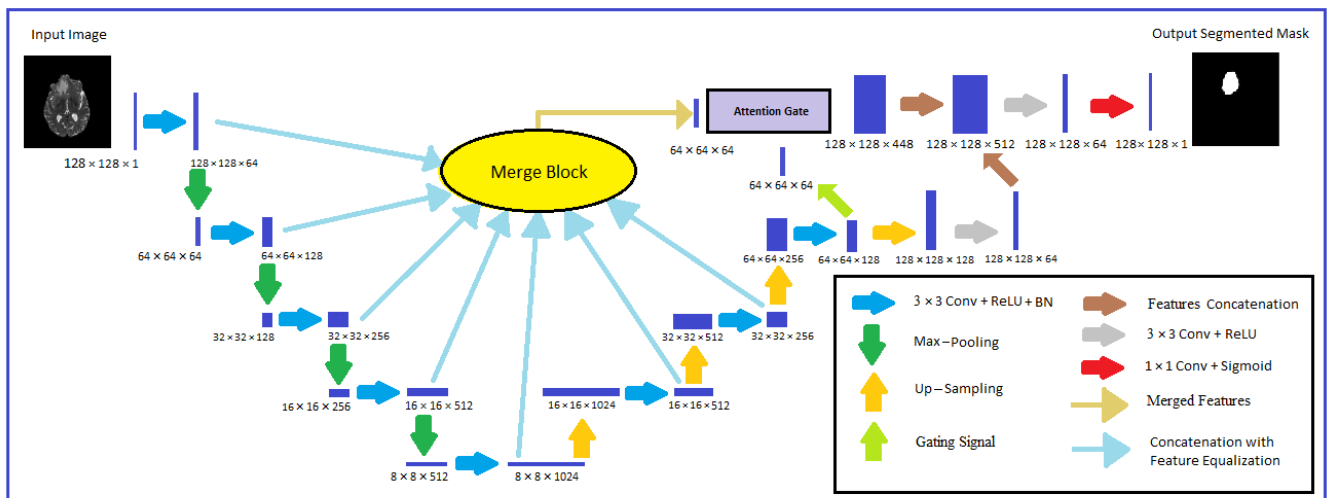 Input Image
Output Segmented Mask
Attention Gate
Merge Block
128 × 128 × 1
128 × 128 × 64
64 × 64 × 64
128 × 128 × 448
128 × 128 × 512
128 × 128 × 64
128 × 128 × 1
64 × 64 × 64
64 × 64 × 64
64 × 64 × 128
64 × 64 × 256
64 × 64 × 128
128 × 128 × 128
128 × 128 × 64
32 × 32 × 128
32 × 32 × 256
32 × 32 × 512
32 × 32 × 256
16 × 16 × 256
16 × 16 × 512
16 × 16 × 1024
16 × 16 × 512
8 × 8 × 512
8 × 8 × 1024
3 × 3 Conv + ReLU + BN
Max−Pooling
Up−Sampling
Gating Signal
Features Concatenation
3 × 3 Conv + ReLU
1 × 1 Conv + Sigmoid
Merged Features
Concatenation with
Feature Equalization